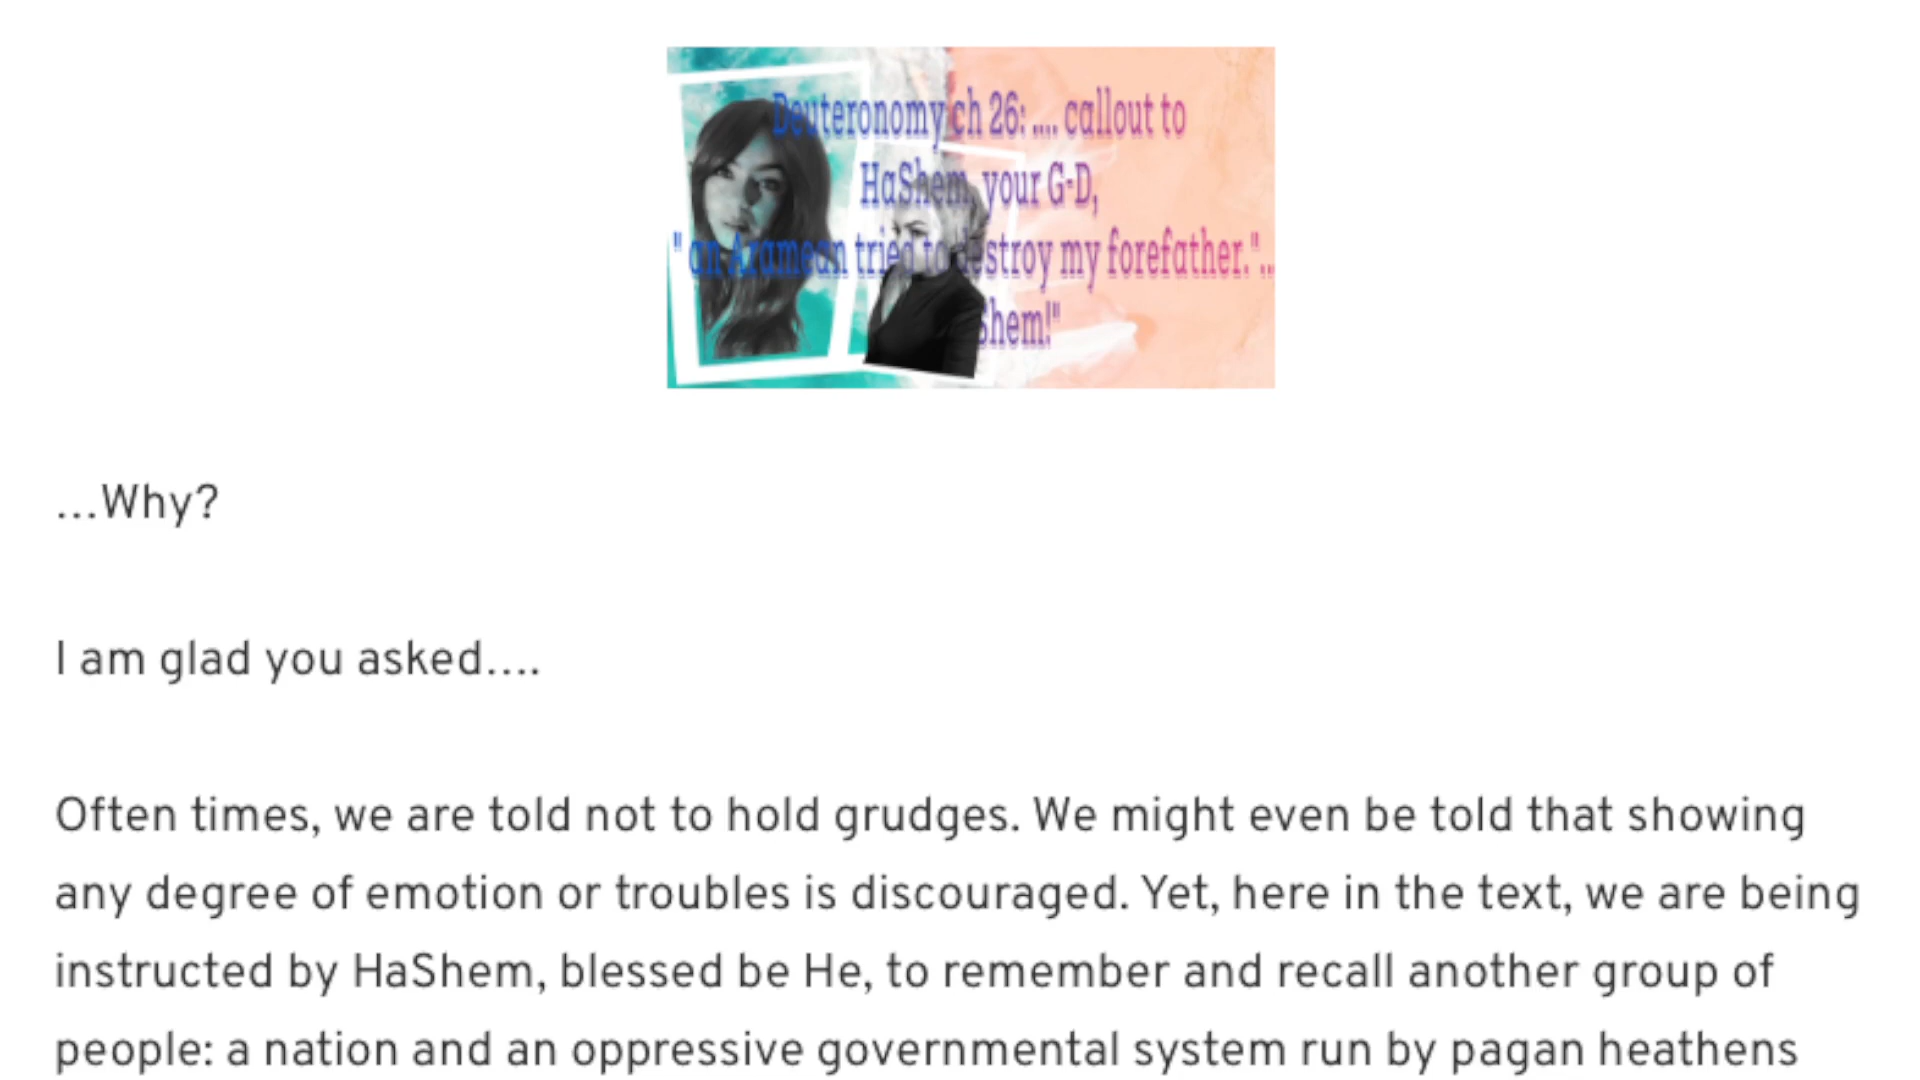 Deuteronomy ch 26: .... callout to
HaShem, your G-D,
" an Aramean tried to destroy my forefather."...
Shem!"
...Why?
I am glad you asked....
Often times, we are told not to hold grudges. We might even be told that showing
any degree of emotion or troubles is discouraged. Yet, here in the text, we are being
instructed by HaShem, blessed be He, to remember and recall another group of
people: a nation and an oppressive governmental system run by pagan heathens